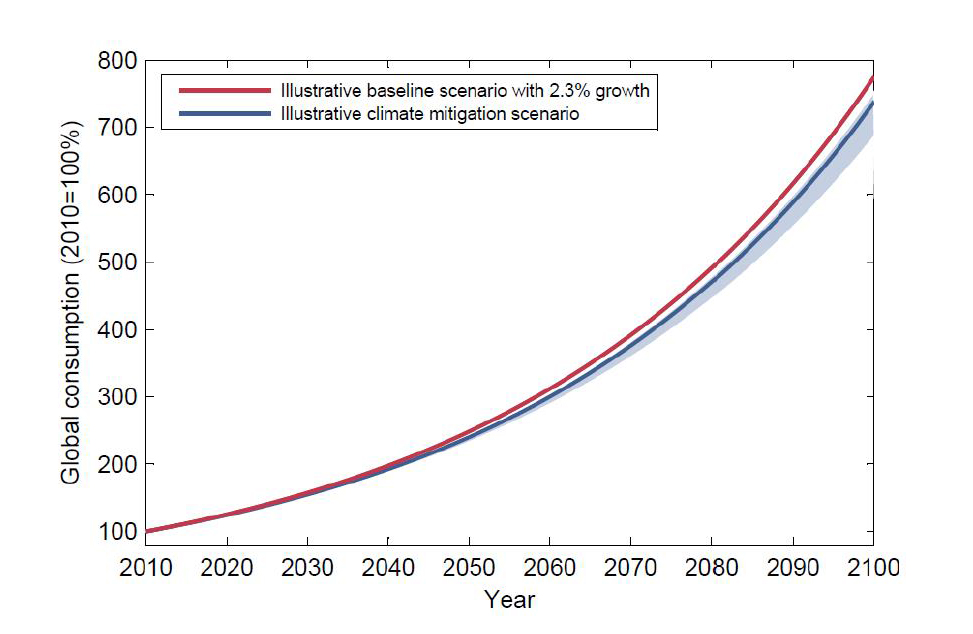 Illustrative baseline scenario with 2.3% growth
Illustrative climate mitigation scenario
Global consumption (2010=100%)
800
700
600
500
400
300
200
100
2010 2020 2030 2040 2050 2060 2070 2080 2090 2100
Year